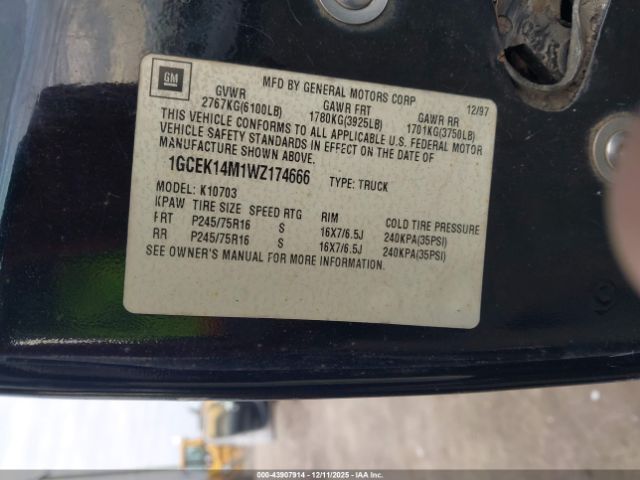 GM
MFD BY GENERAL MOTORS CORP 12/97
GVWR GAWR FRT GAWR RR
2767KG(6100LB) 1780KG(3925LB) 1701KG(3750LB)
THIS VEHICLE CONFORMS TO ALL APPLICABLE U.S. FEDERAL MOTOR
VEHICLE SAFETY STANDARDS IN EFFECT ON THE DATE OF
MANUFACTURE SHOWN ABOVE.
1GCEK14M1WZ174666 TYPE: TRUCK
MODEL: K10703
KPAW TIRE SIZE SPEED RTG RIM COLD TIRE PRESSURE
FRT P245/75R16 S 16X7/6.5J 240KPA(35PSI)
RR P245/75R16 S 16X7/6.5J 240KPA(35PSI)
SEE OWNER'S MANUAL FOR MORE INFORMATION.
000-43907914 - 12/11/2025 - IAAI.COM